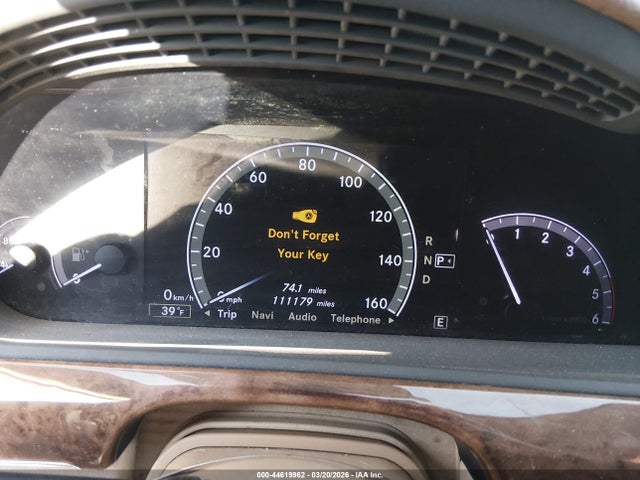 80
40
60
80
100
120
140
160
20
40
0 mph
Don't Forget
Your Key
74.1 miles
111179 miles
0 km/h
39°F
Trip Navi Audio Telephone
R
N P
D
E
1 2 3 4 5 6
000-44619962 | 03/20/2026 | IAA Inc.